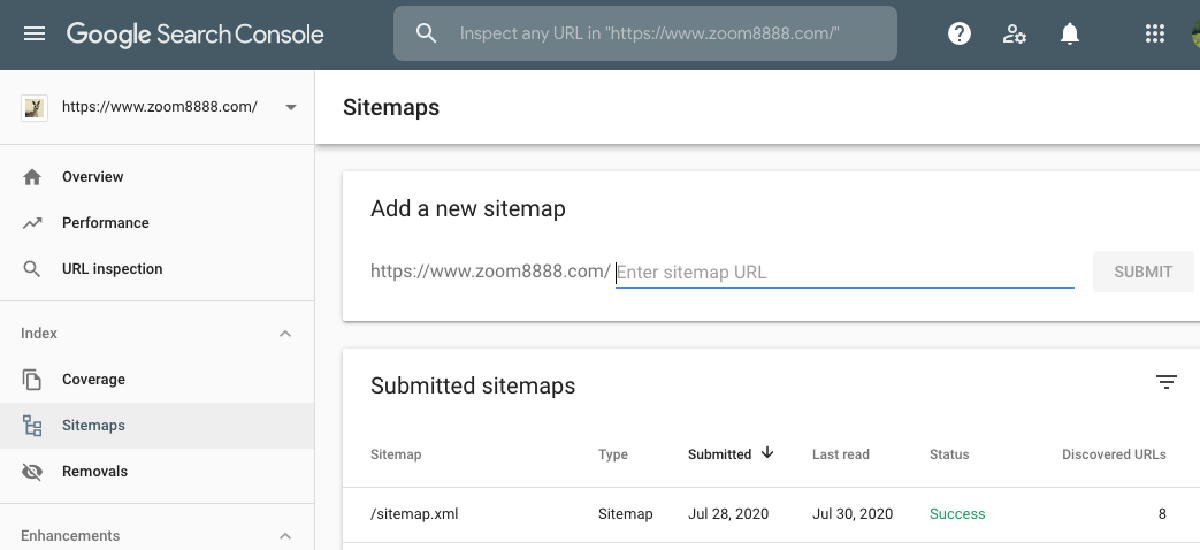 Google Search Console
Inspect any URL in "https://www.zoom8888.com/"
https://www.zoom8888.com/
Overview
Performance
URL inspection
Index
Coverage
Sitemaps
Removals
Enhancements
Sitemaps
Add a new sitemap
https://www.zoom8888.com/ Enter sitemap URL SUBMIT
Submitted sitemaps
Sitemap Type Submitted Last read Status Discovered URLs
/sitemap.xml Sitemap Jul 28, 2020 Jul 30, 2020 Success 8